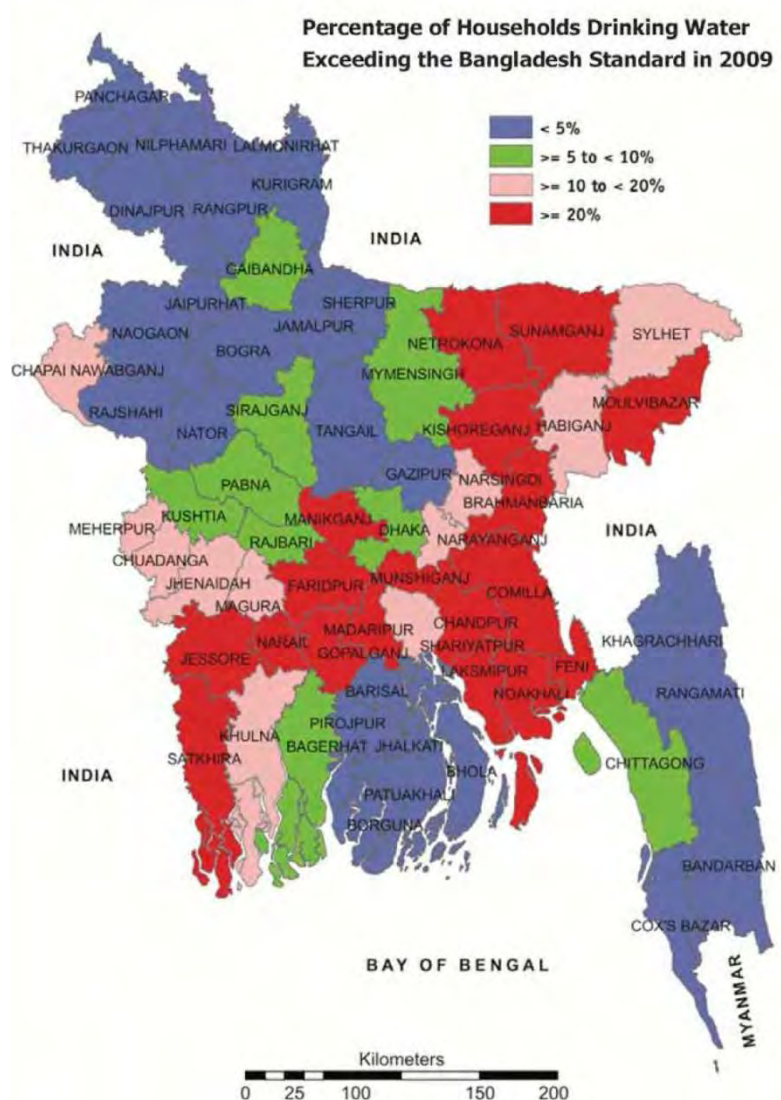 Percentage of Households Drinking Water
Exceeding the Bangladesh Standard in 2009
< 5%
>= 5 to < 10%
>= 10 to < 20%
>= 20%
PANCHAGAR
THAKURGAON
NILPHAMARI
LALMONIRHAT
KURIGRAM
DINAJPUR
RANGPUR
INDIA
INDIA
GAIBANDHA
JAIPURHAT
SHERPUR
NAOGAON
JAMALPUR
BOGRA
NETROKONA
SUNAMGANJ
SYLHET
CHAPAI NAWABGANJ
MYMENSINGH
RAJSHAHI
SIRAJGANJ
MOULVIBAZAR
NATOR
TANGAIL
KISHOREGANJ
HABIGANJ
GAZIPUR
NARSINGDI
PABNA
BRAHMANBARIA
KUSHTIA
MANIKGANJ
MEHERPUR
DHAKA
INDIA
RAJBARI
NARAYANGANJ
CHUADANGA
JHENAIDAH
FARIDPUR
MUNSHIGANJ
COMILLA
MAGURA
MADARIPUR
CHANDPUR
NARAIL
SHARIYATPUR
KHAGRACHHARI
JESSORE
GOPALGANJ
LAKSMIPUR
FENI
BARISAL
NOAKHALI
RANGAMATI
PIROJPUR
KHULNA
BAGERHAT
JHALKATI
SATKHIRA
CHITTAGONG
INDIA
BHOLA
PATUAKHALI
BORGUNA
BANDARBAN
COX'S BAZAR
BAY OF BENGAL
MYANMAR
Kilometers
0 25 100 150 200